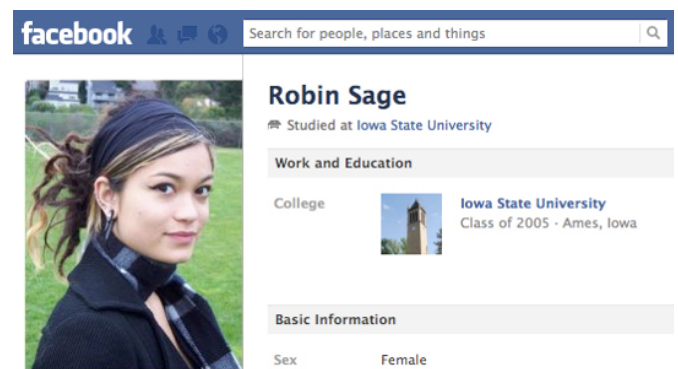 facebook Search for people, places and things
Robin Sage
Studied at Iowa State University
Work and Education
College Iowa State University
Class of 2005 · Ames, Iowa
Basic Information
Sex Female